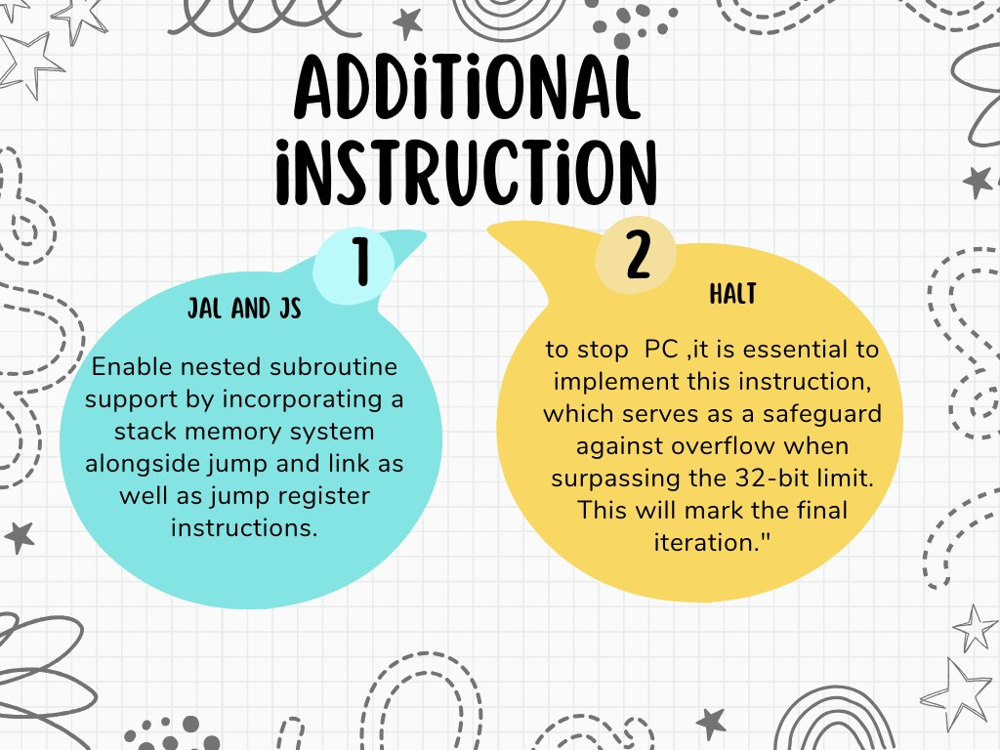 ADDiTiONAL
iNSTRUCTiON
1
JAL AND JS
Enable nested subroutine
support by incorporating a
stack memory system
alongside jump and link as
well as jump register
instructions.
2
HALT
to stop  PC ,it is essential to
implement this instruction,
which serves as a safeguard
against overflow when
surpassing the 32-bit limit.
This will mark the final
iteration."